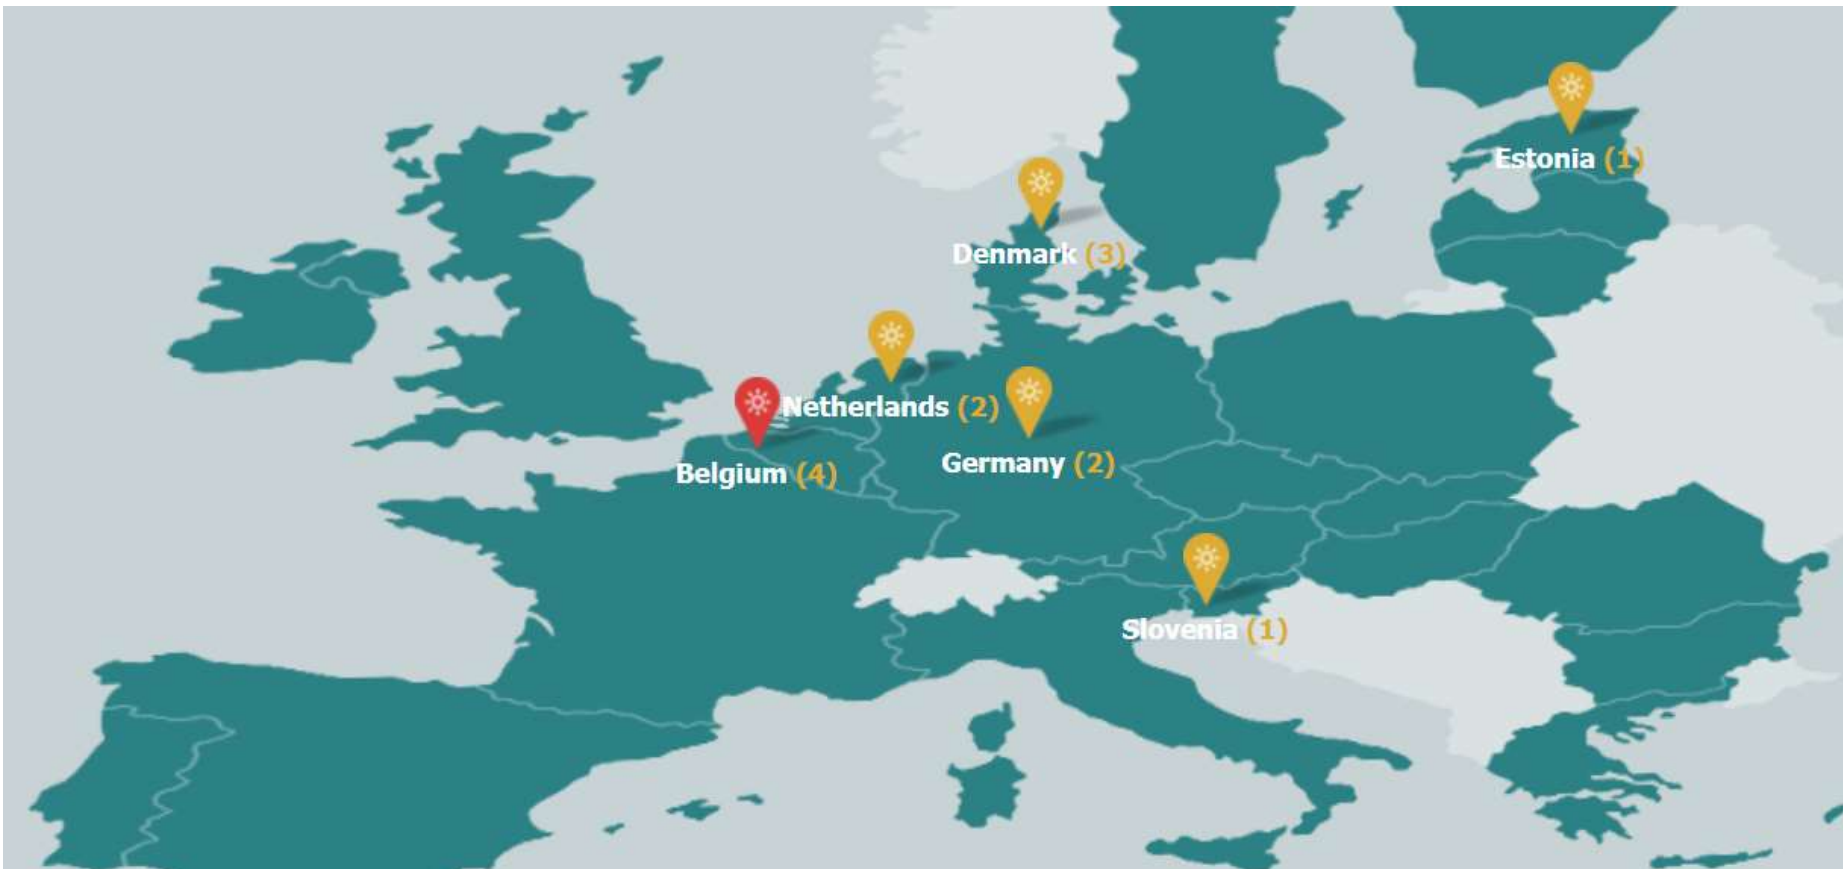 Estonia (1)
Denmark (3)
Netherlands (2)
Germany (2)
Belgium (4)
Slovenia (1)